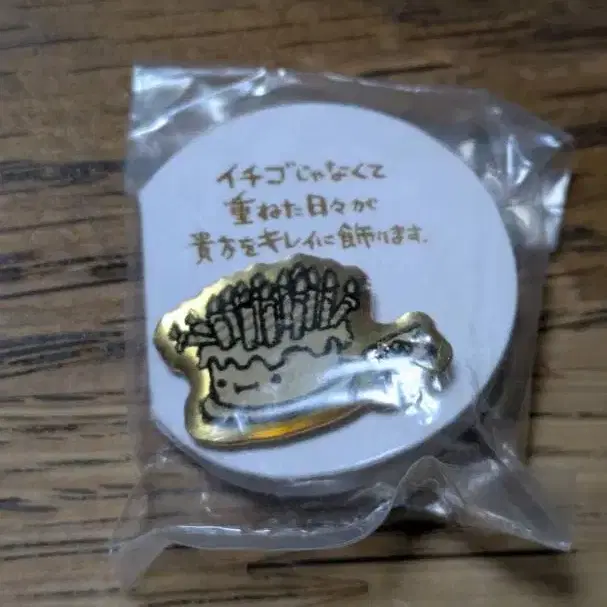 イチゴじゃなくて
重ねた日々が
貴方をキレイに飾ります.